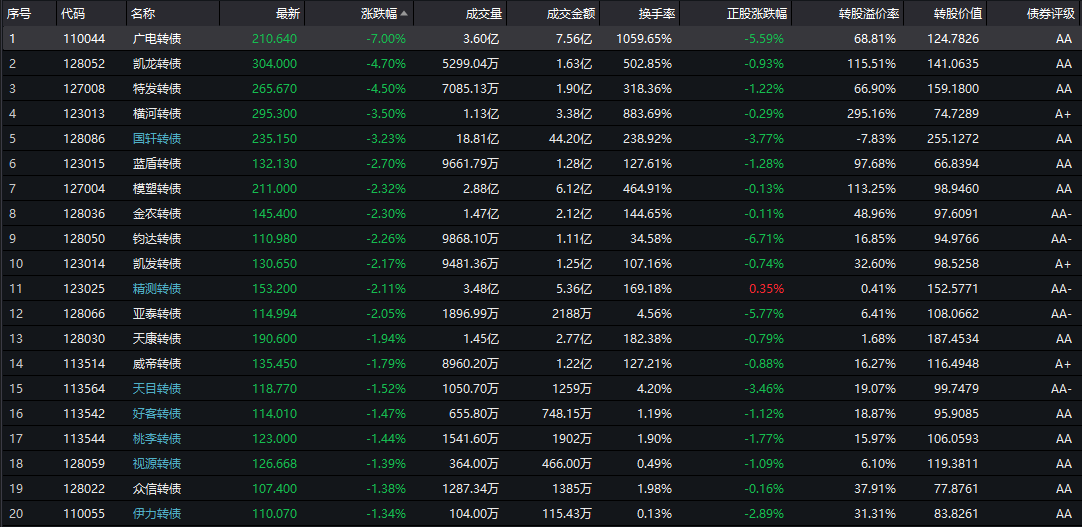 序号 代码 名称 最新 涨跌幅 成交量 成交金额 换手率 正股涨跌幅 转股溢价率 转股价值 债券评级
1 110044 广电转债 210.640 -7.00% 3.60亿 7.56亿 1059.65% -5.59% 68.81% 124.7826 AA
2 128052 凯龙转债 304.000 -4.70% 5299.04万 1.63亿 502.85% -0.93% 115.51% 141.0635 AA
3 127008 特发转债 265.670 -4.50% 7085.13万 1.90亿 318.36% -1.22% 66.90% 159.1800 AA
4 123013 横河转债 295.300 -3.50% 1.13亿 3.38亿 883.69% -0.29% 295.16% 74.7289 A+
5 128086 国轩转债 235.150 -3.23% 18.81亿 44.20亿 238.92% -3.77% -7.83% 255.1272 AA
6 123015 蓝盾转债 132.130 -2.70% 9661.79万 1.28亿 127.61% -1.28% 97.68% 66.8394 AA
7 127004 模塑转债 211.000 -2.32% 2.88亿 6.12亿 464.91% -0.13% 113.25% 98.9460 AA
8 128036 金农转债 145.400 -2.30% 1.47亿 2.12亿 144.65% -0.11% 48.96% 97.6091 AA-
9 128050 钧达转债 110.980 -2.26% 9868.10万 1.11亿 34.58% -6.71% 16.85% 94.9766 AA-
10 123014 凯发转债 130.650 -2.17% 9481.36万 1.25亿 107.16% -0.74% 32.60% 98.5258 A+
11 123025 精测转债 153.200 -2.11% 3.48亿 5.36亿 169.18% 0.35% 0.41% 152.5771 AA-
12 128066 亚泰转债 114.994 -2.05% 1896.99万 2188万 4.56% -5.77% 6.41% 108.0662 AA-
13 128030 天康转债 190.600 -1.94% 1.45亿 2.77亿 182.38% -0.79% 1.68% 187.4534 AA
14 113514 威帝转债 135.450 -1.79% 8960.20万 1.22亿 127.21% -0.88% 16.27% 116.4948 A+
15 113564 天目转债 118.770 -1.52% 1050.70万 1259万 4.20% -3.46% 19.07% 99.7479 AA-
16 113542 好客转债 114.010 -1.47% 655.80万 748.15万 1.19% -1.12% 18.87% 95.9085 AA
17 113544 桃李转债 123.000 -1.44% 1541.60万 1902万 1.90% -1.77% 15.97% 106.0593 AA
18 128059 视源转债 126.668 -1.39% 364.00万 466.00万 0.49% -1.09% 6.10% 119.3811 AA
19 128022 众信转债 107.400 -1.38% 1287.34万 1385万 1.98% -0.16% 37.91% 77.8761 AA
20 110055 伊力转债 110.070 -1.34% 104.00万 115.43万 0.13% -2.89% 31.31% 83.8261 AA